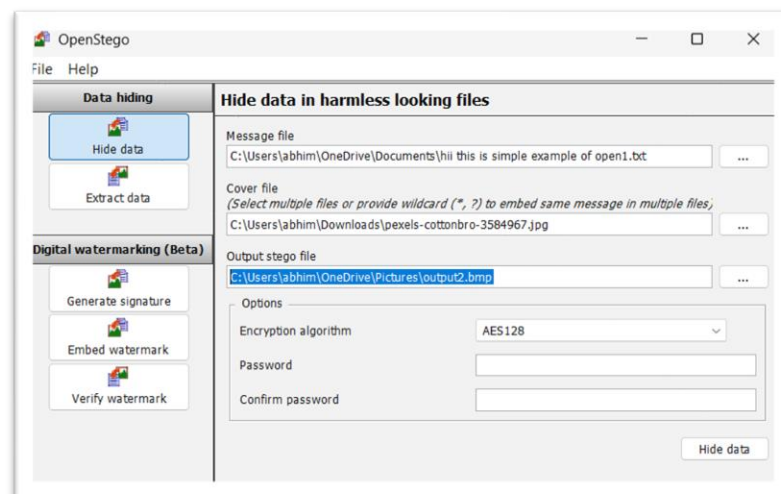 OpenStego
File Help
Data hiding
Hide data
Extract data
Digital watermarking (Beta)
Generate signature
Embed watermark
Verify watermark
Hide data in harmless looking files
Message file
C:\Users\abhim\OneDrive\Documents\hii this is simple example of open1.txt
...
Cover file
(Select multiple files or provide wildcard (*, ?) to embed same message in multiple files)
C:\Users\abhim\Downloads\pexels-cottonbro-3584967.jpg
...
Output stego file
C:\Users\abhim\OneDrive\Pictures\output2.bmp
...
Options
Encryption algorithm
AES128
Password
Confirm password
Hide data